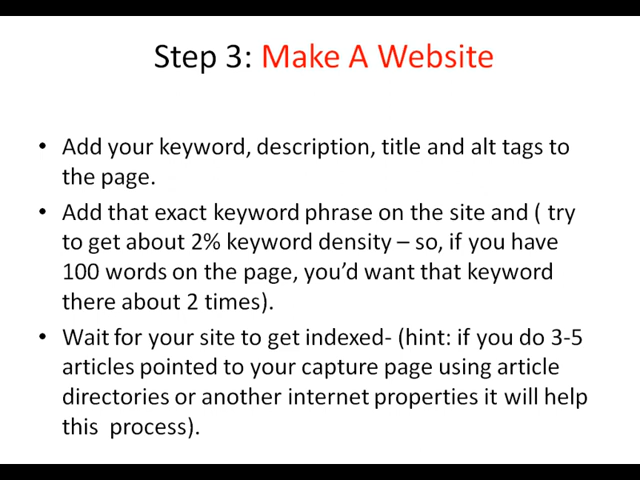 Step 3: Make A Website
• Add your keyword, description, title and alt tags to
the page.
• Add that exact keyword phrase on the site and ( try
to get about 2% keyword density – so, if you have
100 words on the page, you’d want that keyword
there about 2 times).
• Wait for your site to get indexed- (hint: if you do 3-5
articles pointed to your capture page using article
directories or another internet properties it will help
this  process).